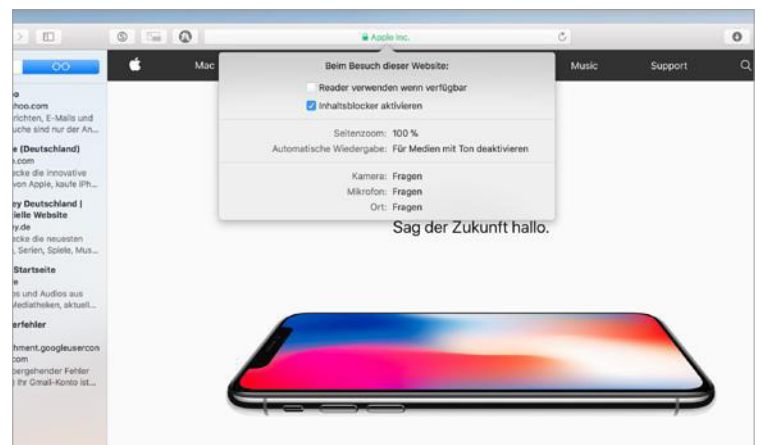 Apple Inc.
Mac
Music
Support
Beim Besuch dieser Website:
Reader verwenden wenn verfügbar
Inhaltsblocker aktivieren
Seitenzoom: 100 %
Automatische Wiedergabe: Für Medien mit Ton deaktivieren
Kamera: Fragen
Mikrofon: Fragen
Ort: Fragen
Sag der Zukunft hallo.
o
hoo.com
richten, E-Mails und
uche sind nur der An...
e (Deutschland)
.com
ecke die innovative
von Apple, kaufe iPh...
ey Deutschland |
ielle Website
y.de
ecke die neuesten
, Serien, Spiele, Mus...
Startseite
e
os und Audios aus
Mediatheken, aktuell...
erfehler
hment.googleusercon
com
bergehender Fehler
) Ihr Gmail-Konto ist...